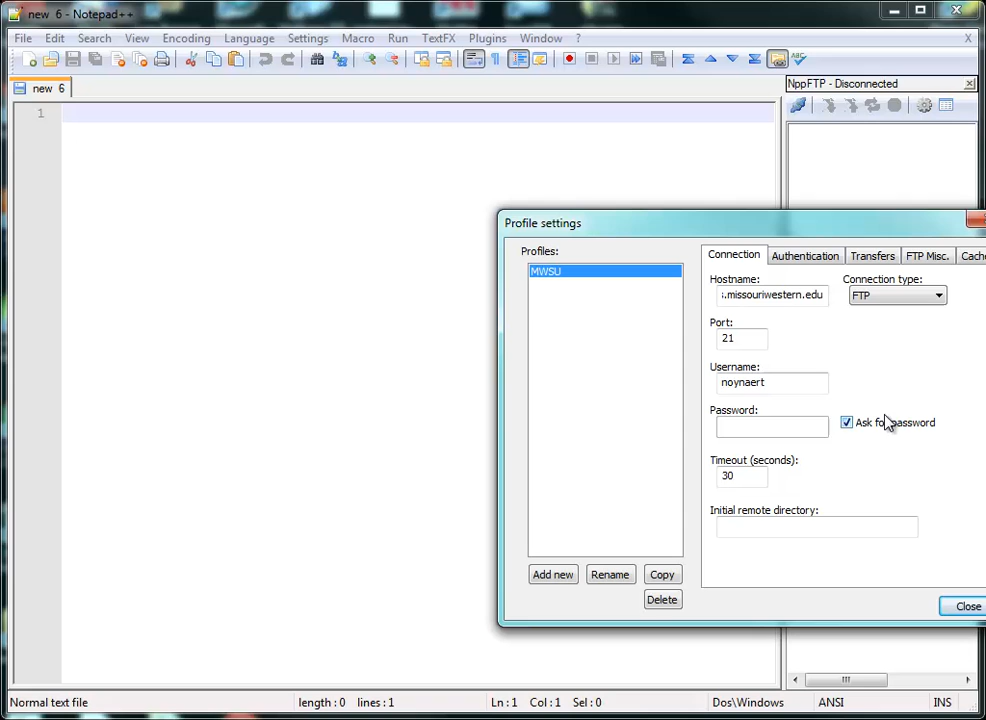 new 6 - Notepad++
File Edit Search View Encoding Language Settings Macro Run TextFX Plugins Window ? X
new 6
NppFTP - Disconnected
1
Profile settings
Profiles:
MWSU
Add new Rename Copy
Delete
Connection Authentication Transfers FTP Misc. Cach
Hostname: Connection type:
.missouriwestern.edu FTP
Port:
21
Username:
noynaert
Password:
Ask for password
Timeout (seconds):
30
Initial remote directory:
Close
Normal text file length : 0 lines : 1 Ln : 1 Col : 1 Sel : 0 Dos\Windows ANSI INS